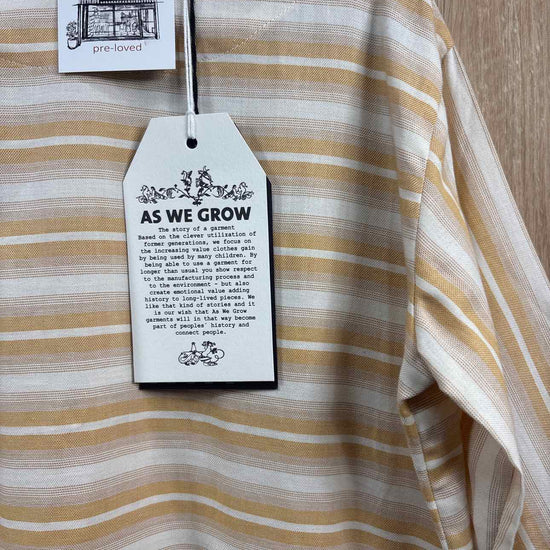 pre-loved
AS WE GROW
The story of a garment
Based on the clever utilization of
former generations, we focus on
the increasing value clothes gain
by being used by many children. By
being able to use a garment for
longer than usual you show respect
to the manufacturing process and
to the environment - but also
create emotional value adding
history to long-lived pieces. We
like that kind of stories and it
is our wish that As We Grow
garments will in that way become
part of peoples' history and
connect people.